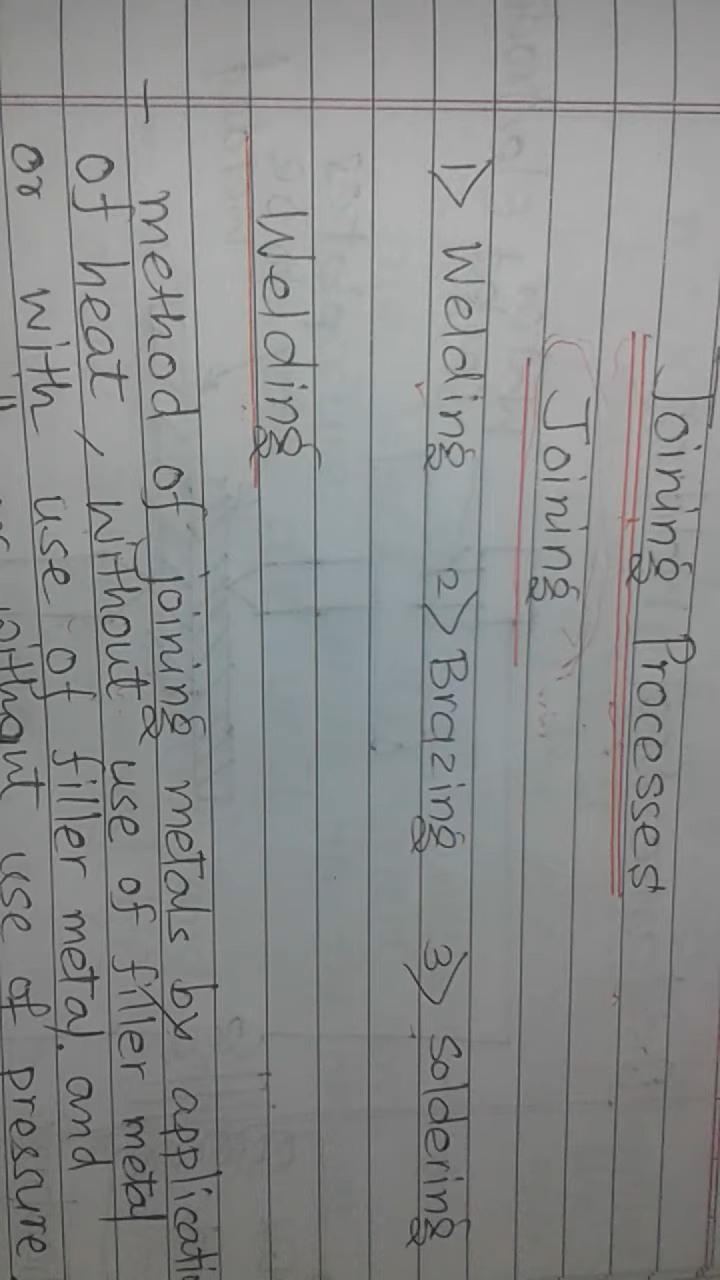 Joining Processes
Joining
1> Welding 2> Brazing 3> Soldering
Welding
- method of joining metals by applicati
of heat, without use of filler metal
or with use of filler metal. and
without use of pressure